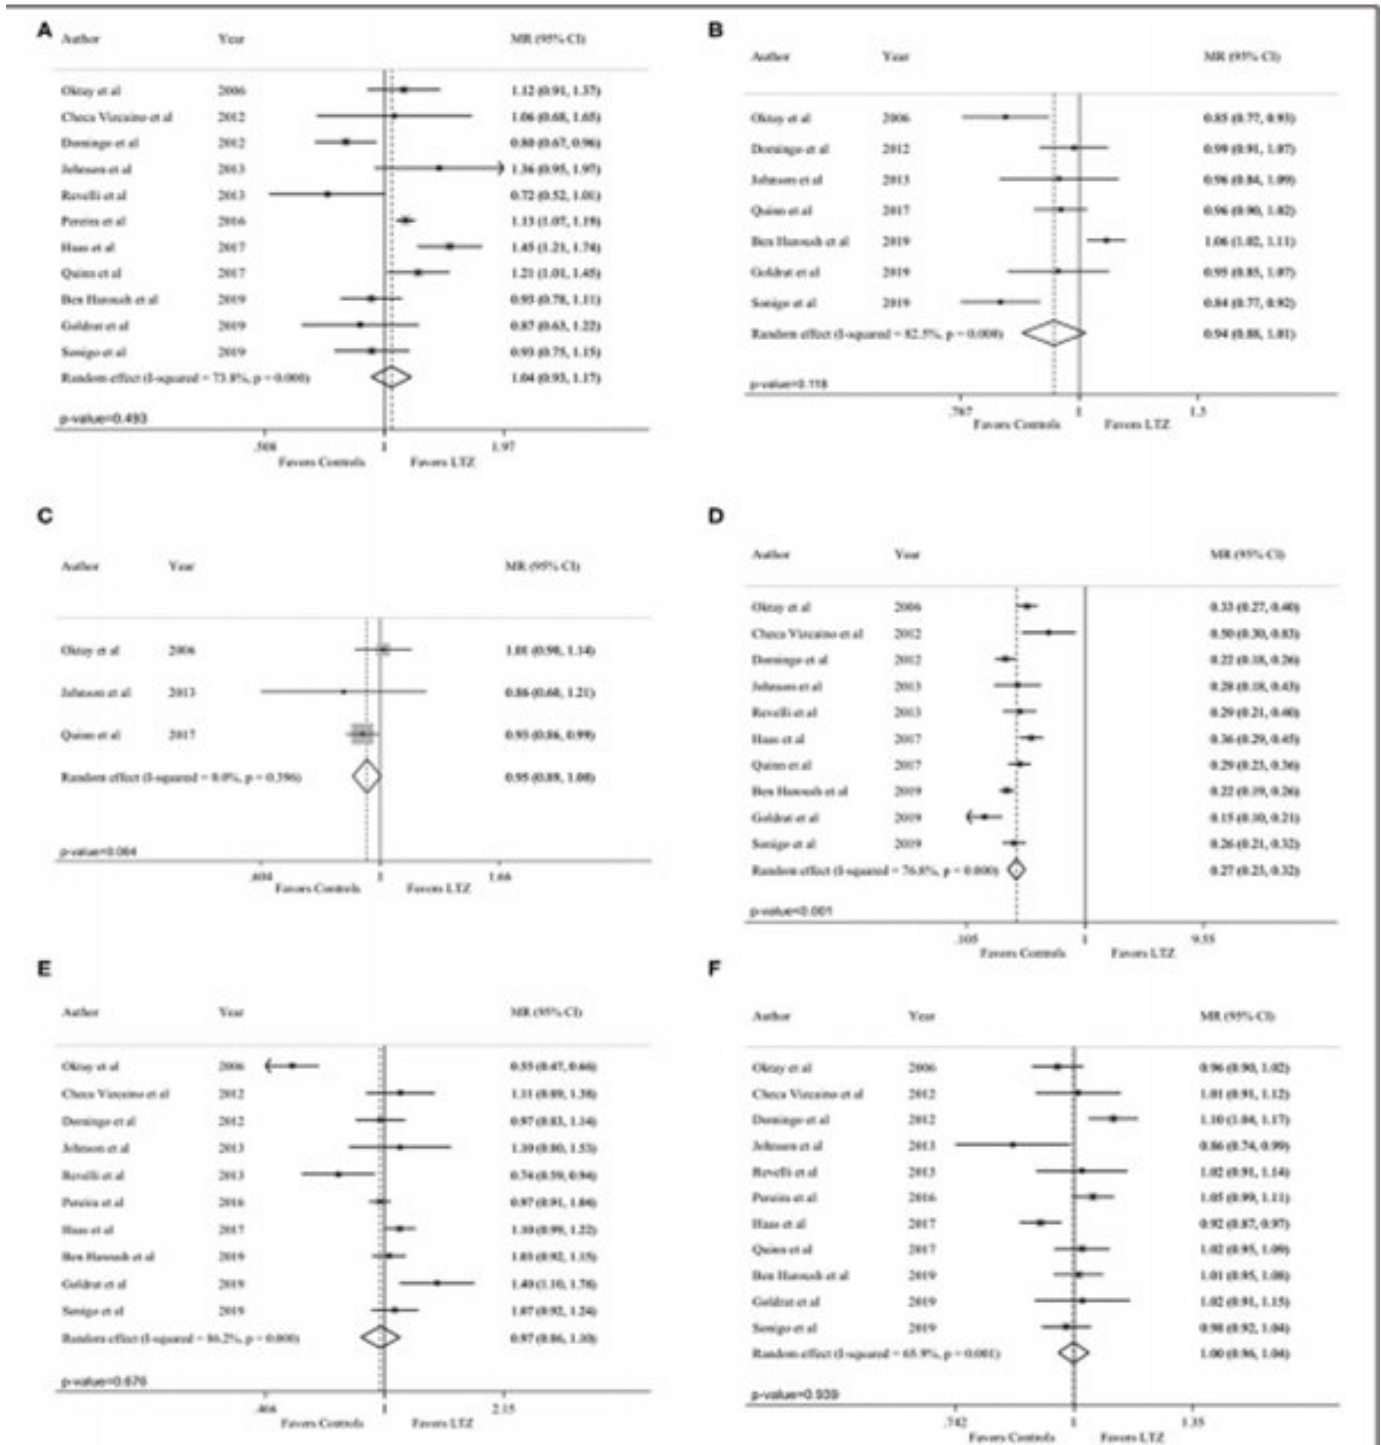 A
Author Year MR (95% CI)
Oktay et al 2006 1.12 (0.91, 1.37)
Checa Vizcaino et al 2012 1.06 (0.68, 1.65)
Domingo et al 2012 0.80 (0.67, 0.96)
Johnson et al 2013 1.36 (0.95, 1.97)
Revelli et al 2013 0.72 (0.52, 1.01)
Pereira et al 2016 1.13 (1.07, 1.19)
Haas et al 2017 1.45 (1.21, 1.74)
Quinn et al 2017 1.21 (1.01, 1.45)
Ben Haroush et al 2019 0.93 (0.78, 1.11)
Goldrat et al 2019 0.87 (0.63, 1.22)
Sonigo et al 2019 0.93 (0.75, 1.15)
Random effect (I-squared = 73.8%, p = 0.000) 1.04 (0.93, 1.17)
p-value=0.493
.508 1 1.97
Favors Controls Favors LTZ
B
Author Year MR (95% CI)
Oktay et al 2006 0.85 (0.77, 0.93)
Domingo et al 2012 0.99 (0.91, 1.07)
Johnson et al 2013 0.96 (0.84, 1.09)
Quinn et al 2017 0.96 (0.90, 1.02)
Ben Haroush et al 2019 1.06 (1.02, 1.11)
Goldrat et al 2019 0.95 (0.85, 1.07)
Sonigo et al 2019 0.84 (0.77, 0.92)
Random effect (I-squared = 82.5%, p = 0.000) 0.94 (0.88, 1.01)
p-value=0.118
.767 1 1.3
Favors Controls Favors LTZ
C
Author Year MR (95% CI)
Oktay et al 2006 1.01 (0.90, 1.14)
Johnson et al 2013 0.86 (0.60, 1.21)
Quinn et al 2017 0.93 (0.86, 0.99)
Random effect (I-squared = 0.0%, p = 0.396) 0.95 (0.89, 1.00)
p-value=0.064
.604 1 1.66
Favors Controls Favors LTZ
D
Author Year MR (95% CI)
Oktay et al 2006 0.33 (0.27, 0.40)
Checa Vizcaino et al 2012 0.50 (0.30, 0.83)
Domingo et al 2012 0.22 (0.18, 0.26)
Johnson et al 2013 0.28 (0.18, 0.43)
Revelli et al 2013 0.29 (0.21, 0.40)
Haas et al 2017 0.36 (0.29, 0.45)
Quinn et al 2017 0.29 (0.23, 0.36)
Ben Haroush et al 2019 0.22 (0.19, 0.26)
Goldrat et al 2019 0.15 (0.10, 0.21)
Sonigo et al 2019 0.26 (0.21, 0.32)
Random effect (I-squared = 76.8%, p = 0.000) 0.27 (0.23, 0.32)
p-value<0.001
.105 1 9.55
Favors Controls Favors LTZ
E
Author Year MR (95% CI)
Oktay et al 2006 0.55 (0.47, 0.66)
Checa Vizcaino et al 2012 1.11 (0.89, 1.38)
Domingo et al 2012 0.97 (0.83, 1.14)
Johnson et al 2013 1.10 (0.80, 1.53)
Revelli et al 2013 0.74 (0.59, 0.94)
Pereira et al 2016 0.97 (0.91, 1.04)
Haas et al 2017 1.10 (0.99, 1.22)
Ben Haroush et al 2019 1.03 (0.92, 1.15)
Goldrat et al 2019 1.40 (1.10, 1.78)
Sonigo et al 2019 1.07 (0.92, 1.24)
Random effect (I-squared = 86.2%, p = 0.000) 0.97 (0.86, 1.10)
p-value=0.676
.466 1 2.15
Favors Controls Favors LTZ
F
Author Year MR (95% CI)
Oktay et al 2006 0.96 (0.90, 1.02)
Checa Vizcaino et al 2012 1.01 (0.91, 1.12)
Domingo et al 2012 1.10 (1.04, 1.17)
Johnson et al 2013 0.86 (0.74, 0.99)
Revelli et al 2013 1.02 (0.91, 1.14)
Pereira et al 2016 1.05 (0.99, 1.11)
Haas et al 2017 0.92 (0.87, 0.97)
Quinn et al 2017 1.02 (0.95, 1.09)
Ben Haroush et al 2019 1.01 (0.95, 1.08)
Goldrat et al 2019 1.02 (0.91, 1.15)
Sonigo et al 2019 0.98 (0.92, 1.04)
Random effect (I-squared = 65.9%, p = 0.001) 1.00 (0.96, 1.04)
p-value=0.939
.742 1 1.35
Favors Controls Favors LTZ